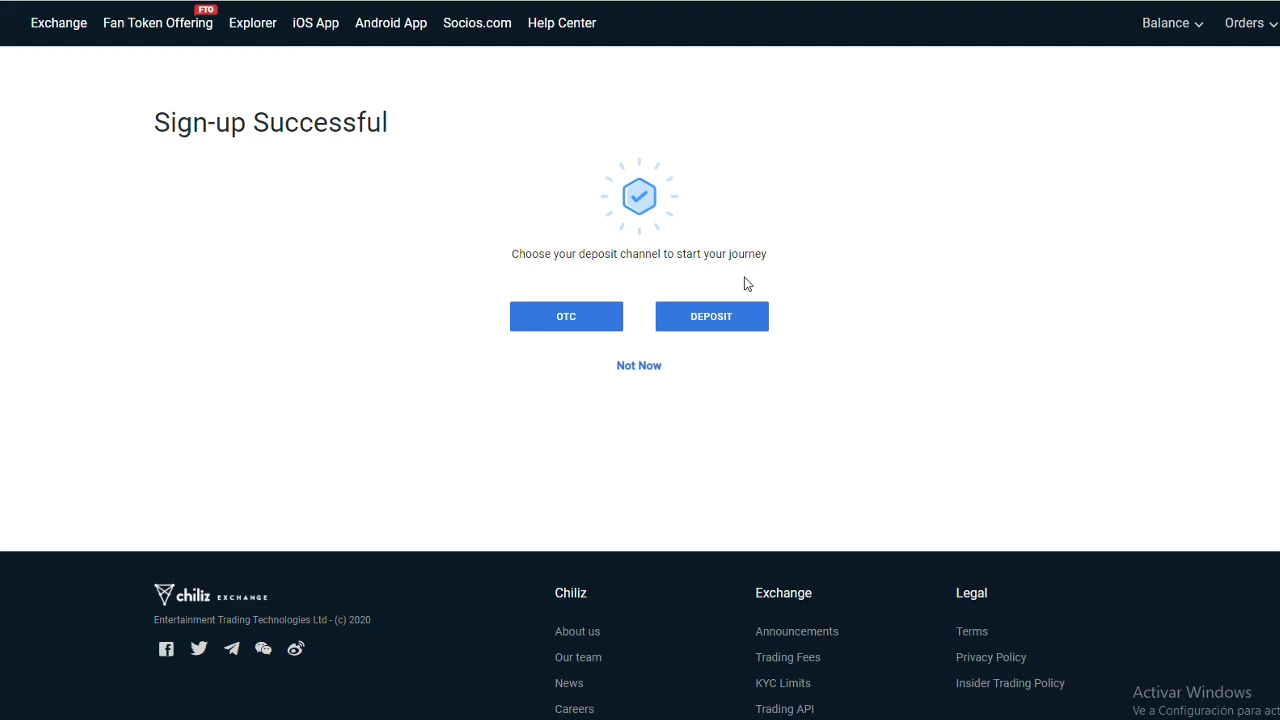 FTO
Exchange Fan Token Offering Explorer iOS App Android App Socios.com Help Center Balance Orders
Sign-up Successful
Choose your deposit channel to start your journey
OTC DEPOSIT
Not Now
chiliz EXCHANGE
Entertainment Trading Technologies Ltd - (c) 2020
Chiliz
About us
Our team
News
Careers
Exchange
Announcements
Trading Fees
KYC Limits
Trading API
Legal
Terms
Privacy Policy
Insider Trading Policy
Activar Windows
Ve a Configuración para